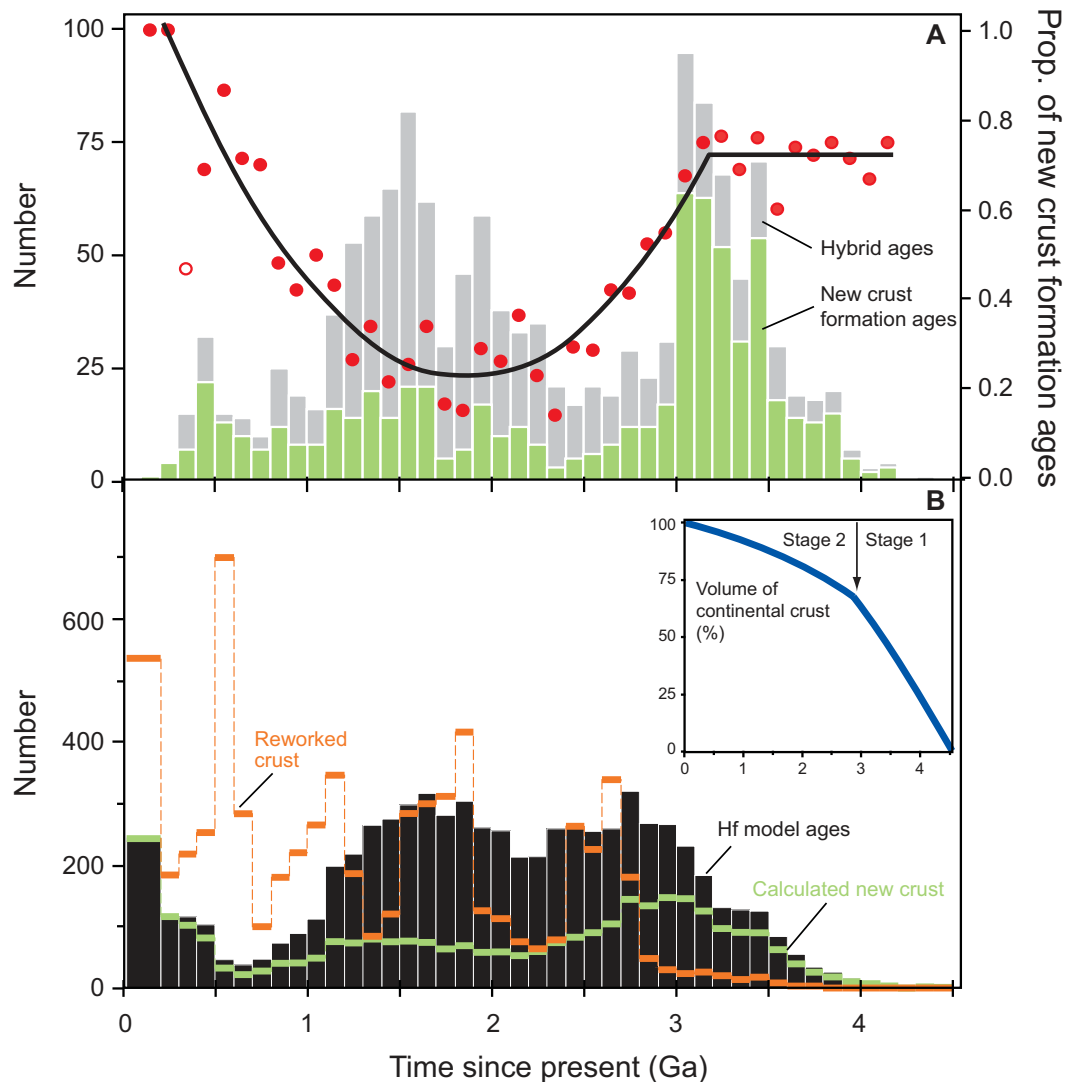 A
100
75
50
25
0
Number
1.0
0.8
0.6
0.4
0.2
0.0
Prop. of new crust formation ages
Hybrid ages
New crust
formation ages
B
600
400
200
0
Number
Reworked
crust
Hf model ages
Calculated new crust
100
75
50
25
0
Stage 2
Stage 1
Volume of
continental crust
(%)
0
1
2
3
4
0
1
2
3
4
Time since present (Ga)